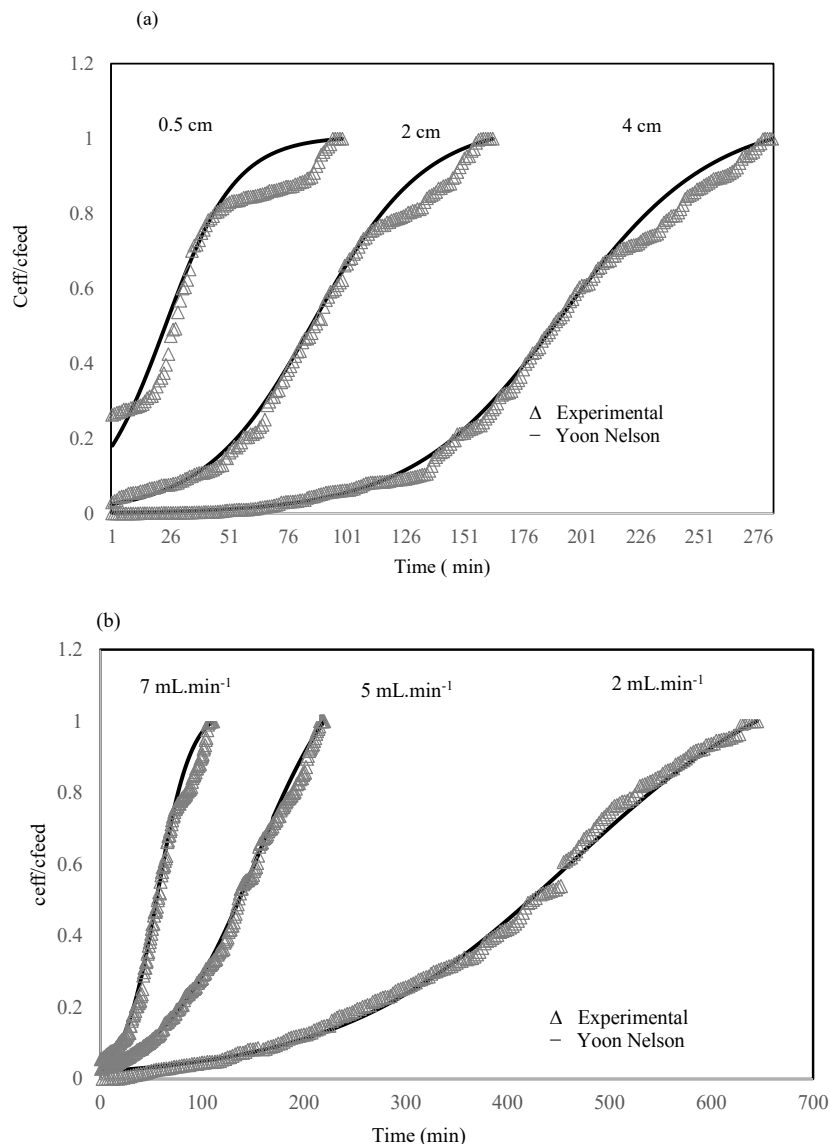 (a)
1.2
1
0.8
0.6
0.4
0.2
0
Ceff/cfeed
0.5 cm
2 cm
4 cm
Δ Experimental
− Yoon Nelson
1 26 51 76 101 126 151 176 201 226 251 276
Time ( min)
(b)
1.2
1
0.8
0.6
0.4
0.2
0
ceff/cfeed
7 mL.min⁻¹
5 mL.min⁻¹
2 mL.min⁻¹
Δ Experimental
− Yoon Nelson
0 100 200 300 400 500 600 700
Time (min)